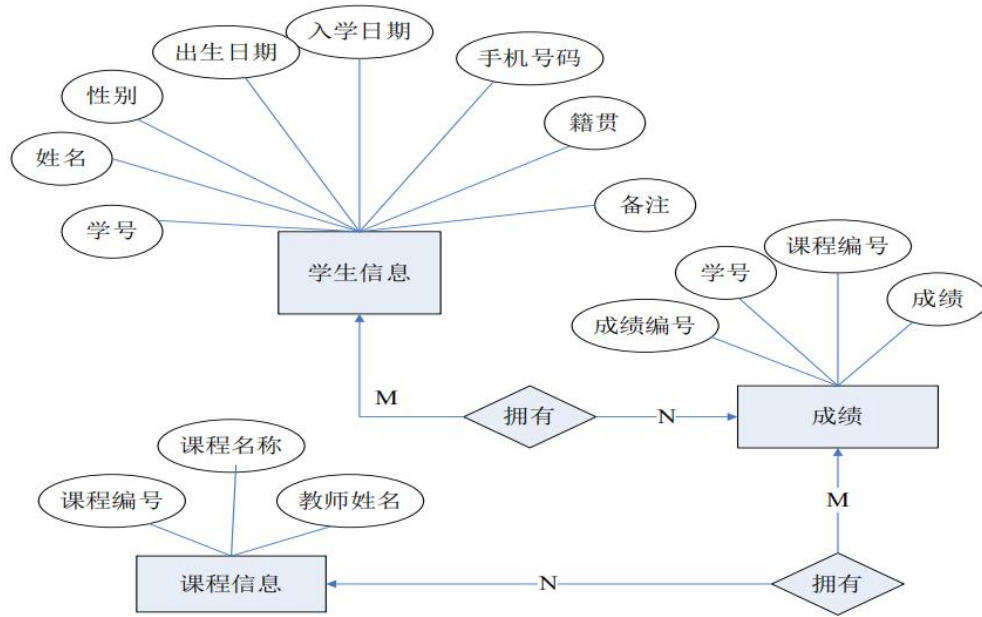 入学日期
出生日期
手机号码
性别
籍贯
姓名
备注
学号
学生信息
课程编号
学号
成绩
成绩编号
M
拥有
N
成绩
课程名称
课程编号
教师姓名
M
课程信息
N
拥有